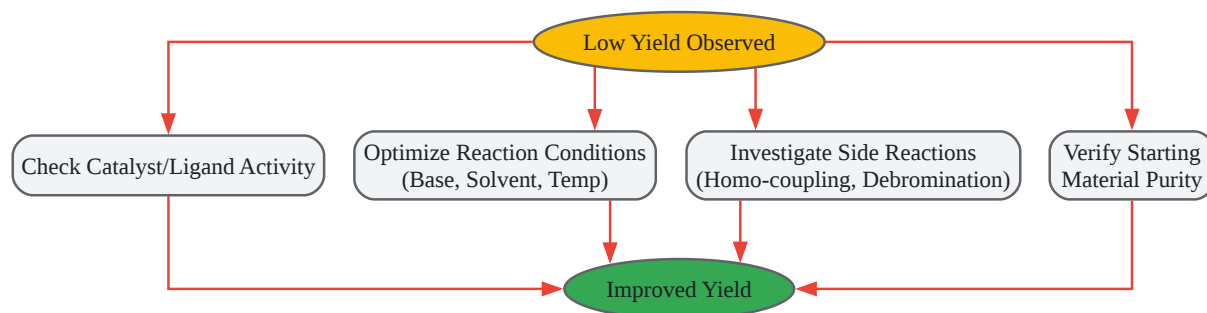 Low Yield Observed
Check Catalyst/Ligand Activity
Optimize Reaction Conditions
(Base, Solvent, Temp)
Investigate Side Reactions
(Homo-coupling, Debromination)
Verify Starting
Material Purity
Improved Yield